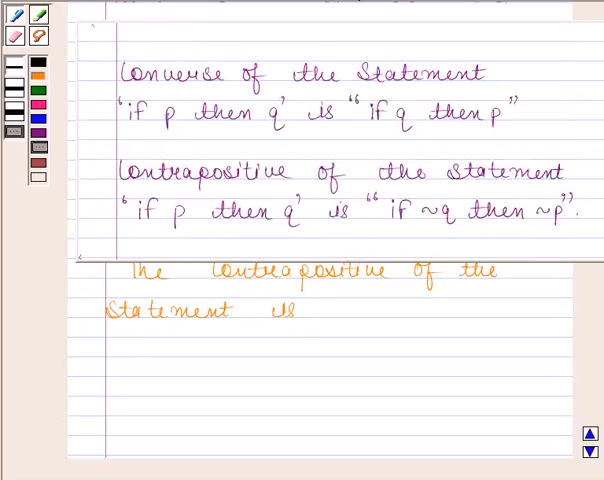 Converse of the Statement
'if p then q' is "if q then p"
Contrapositive of the Statement
'if p then q' is "if ~q then ~p".
The Contrapositive of the
Statement is